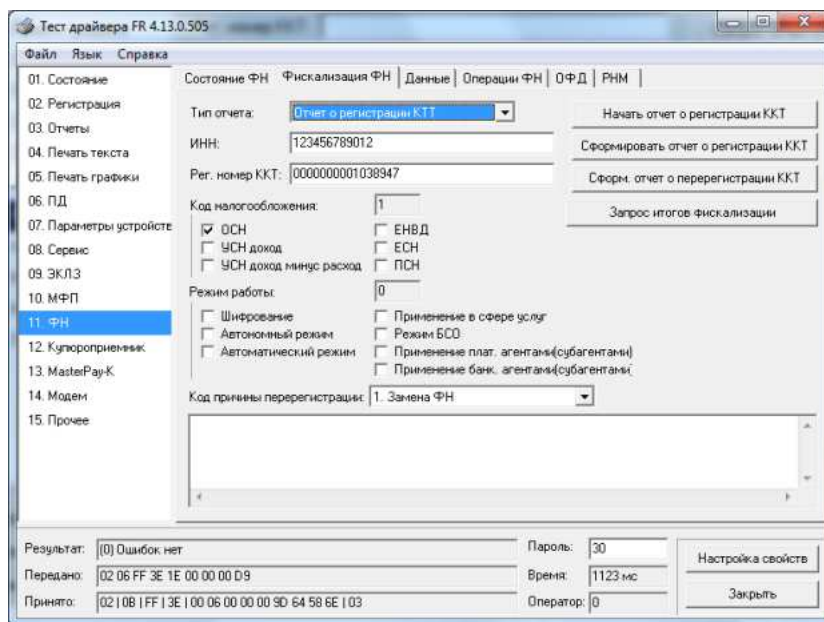 Тест драйвера FR 4.13.0.505
Файл Язык Справка
01. Состояние
02. Регистрация
03. Отчеты
04. Печать текста
05. Печать графики
06. ПД
07. Параметры устройств
08. Сервис
09. ЭКЛЗ
10. МФП
11. ФН
12. Купюроприемник
13. MasterPay-K
14. Модем
15. Прочее
Состояние ФН Фискализация ФН Данные Операции ФН ОФД РНМ
Тип отчета: Отчет о регистрации КТТ
ИНН: 123456789012
Рег. номер ККТ: 0000000001038947
Начать отчет о регистрации ККТ
Сформировать отчет о регистрации ККТ
Сформ. отчет о перерегистрации ККТ
Запрос итогов фискализации
Код налогообложения: 1
ОСН ЕНВД
УСН доход ЕСН
УСН доход минус расход ПСН
Режим работы: 0
Шифрование Применение в сфере услуг
Автономный режим Режим БСО
Автоматический режим Применение плат. агентами(субагентами)
Применение банк. агентами(субагентами)
Код причины перерегистрации: 1. Замена ФН
Результат: (0) Ошибок нет
Передано: 02 06 FF 3E 1E 00 00 00 D9
Принято: 02 | 0B | FF | 3E | 00 06 00 00 00 9D 64 58 6E | 03
Пароль: 30
Время: 1123 мс
Оператор: 0
Настройка свойств
Закрыть